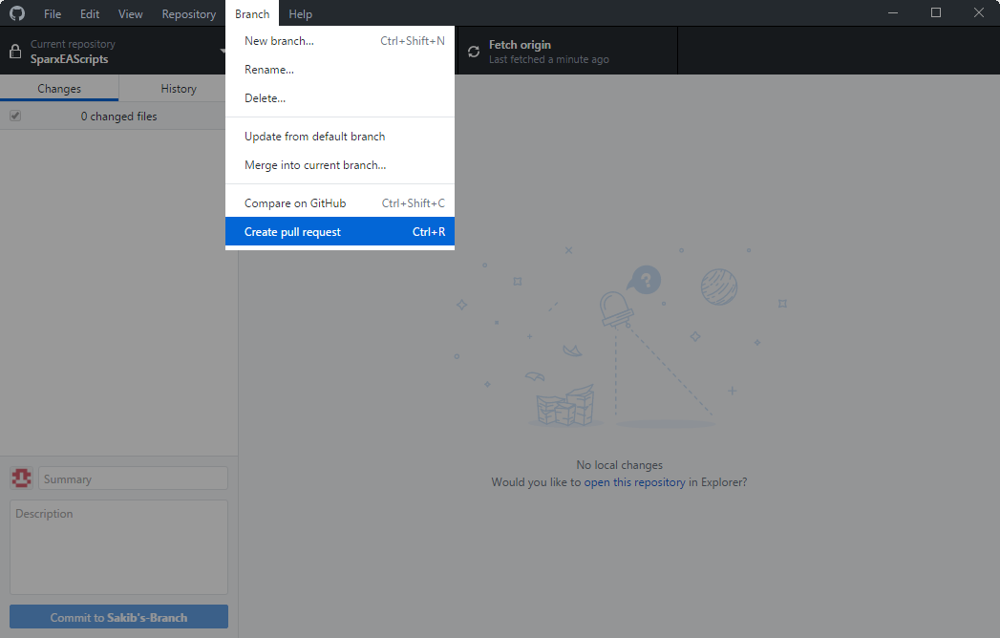 File Edit View Repository Branch Help
Current repository
SparxEAScripts
New branch... Ctrl+Shift+N
Rename...
Delete...
Update from default branch
Merge into current branch...
Compare on GitHub Ctrl+Shift+C
Create pull request Ctrl+R
Fetch origin
Last fetched a minute ago
Changes History
0 changed files
?
No local changes
Would you like to open this repository in Explorer?
Summary
Description
Commit to Sakib's-Branch